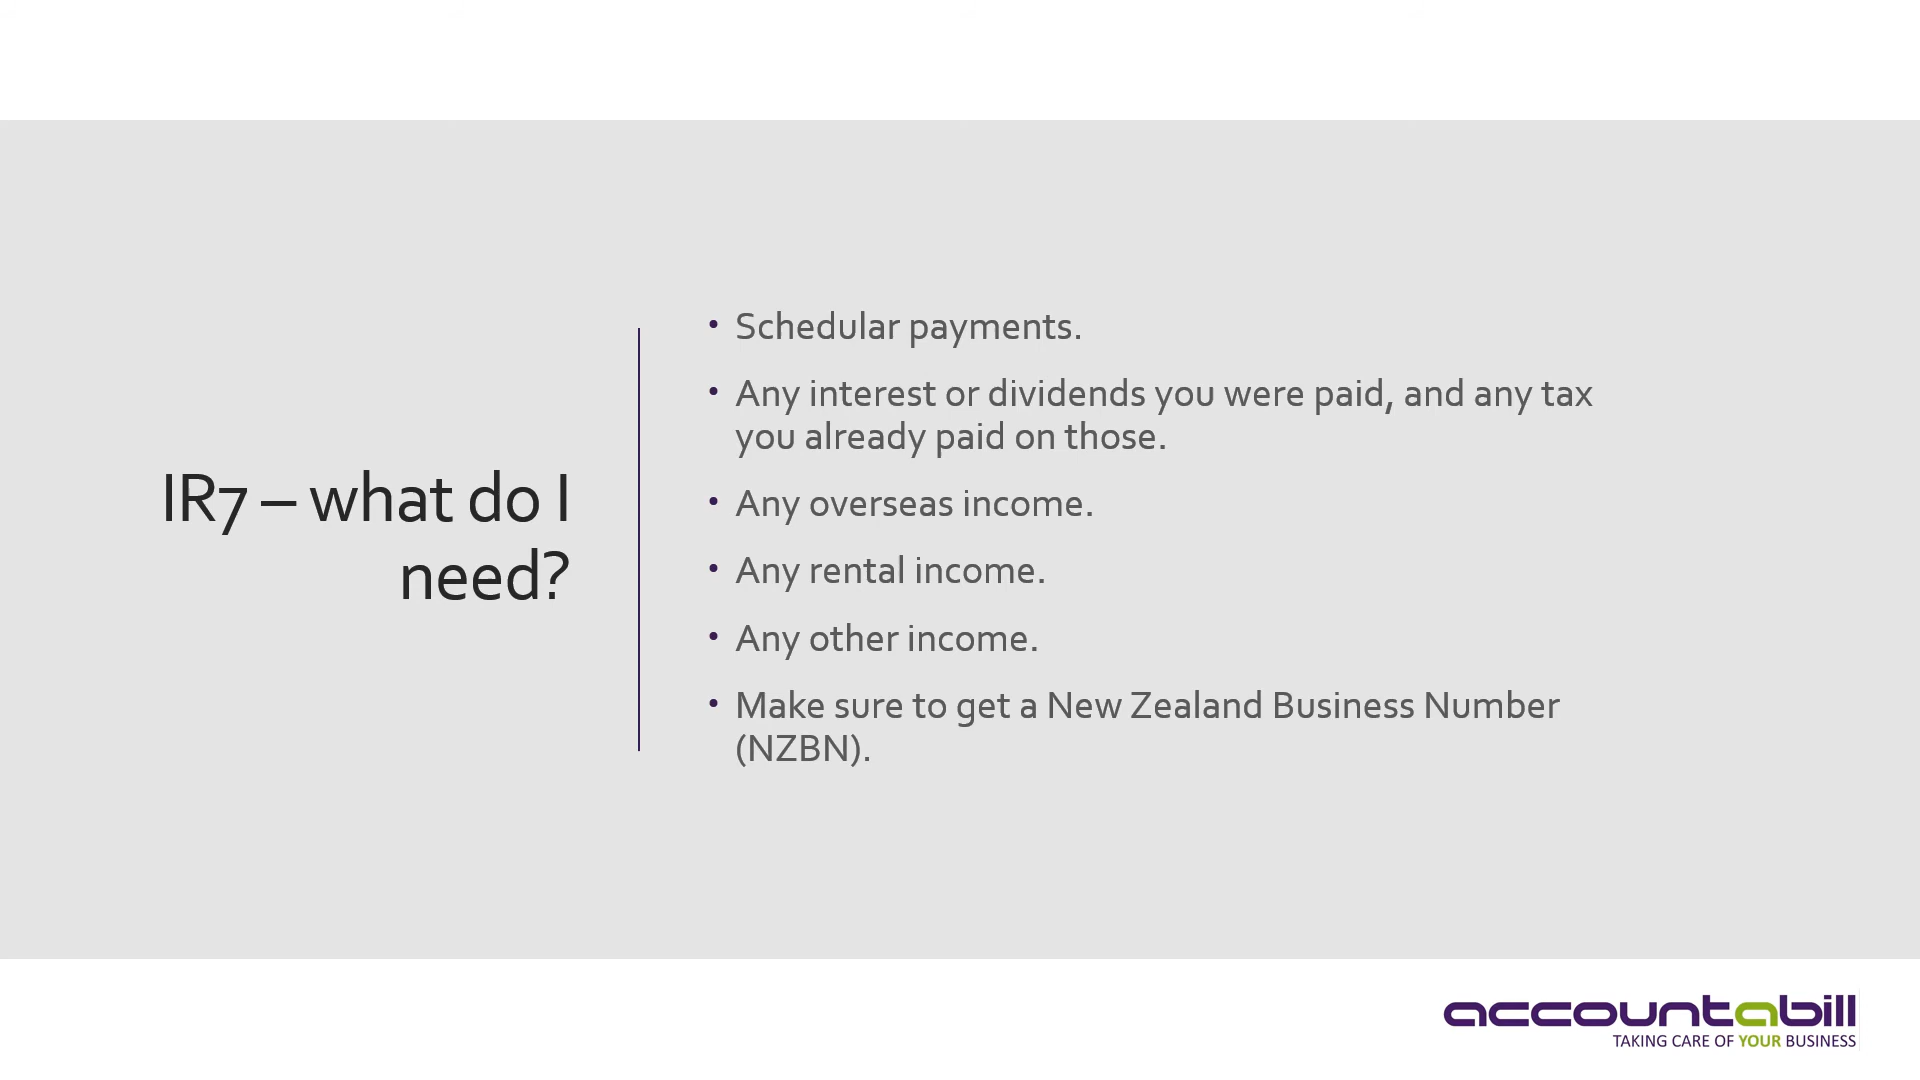 IR7 – what do I
need?
• Schedular payments.
• Any interest or dividends you were paid, and any tax
you already paid on those.
• Any overseas income.
• Any rental income.
• Any other income.
• Make sure to get a New Zealand Business Number
(NZBN).
accountabill
TAKING CARE OF YOUR BUSINESS